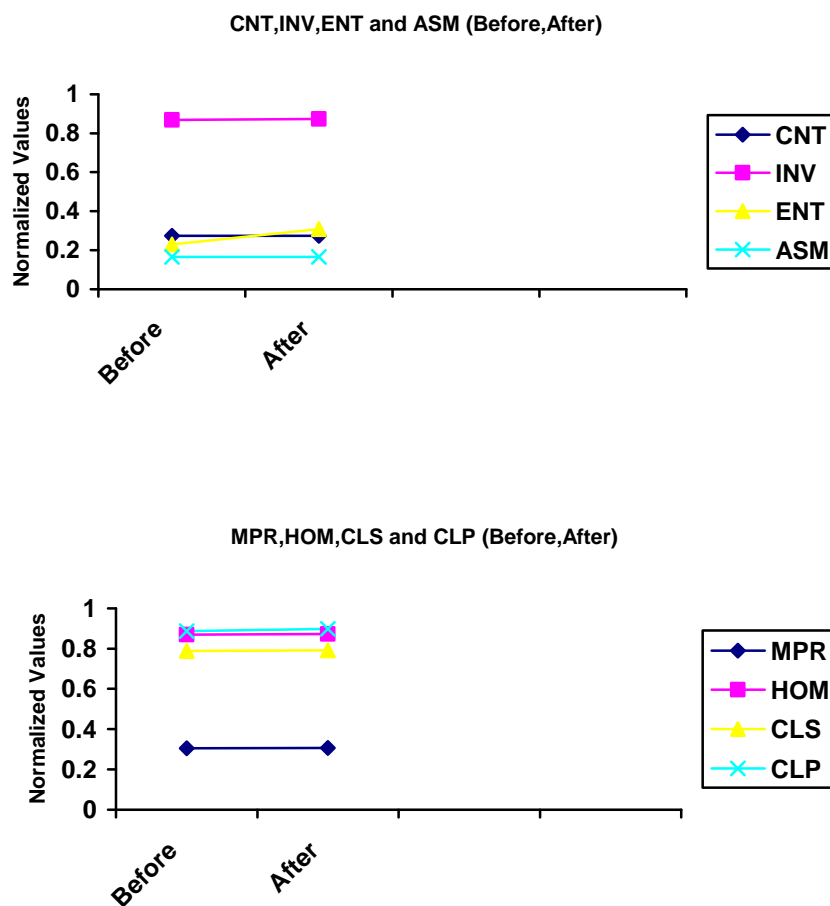 CNT,INV,ENT and ASM (Before,After)
Normalized Values
1
0.8
0.6
0.4
0.2
0
Before
After
CNT
INV
ENT
ASM
MPR,HOM,CLS and CLP (Before,After)
Normalized Values
1
0.8
0.6
0.4
0.2
0
Before
After
MPR
HOM
CLS
CLP